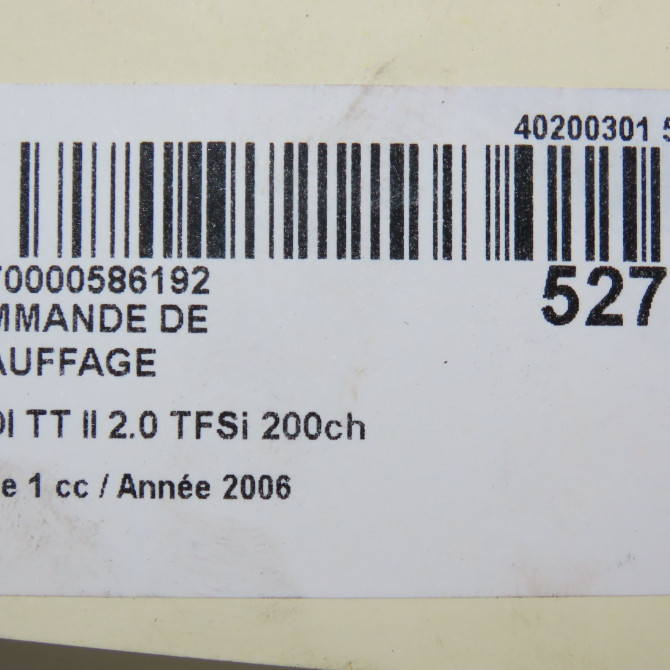 40200301 5
70000586192
527
MMANDE DE
AUFFAGE
DI TT II 2.0 TFSi 200ch
e 1 cc / Année 2006